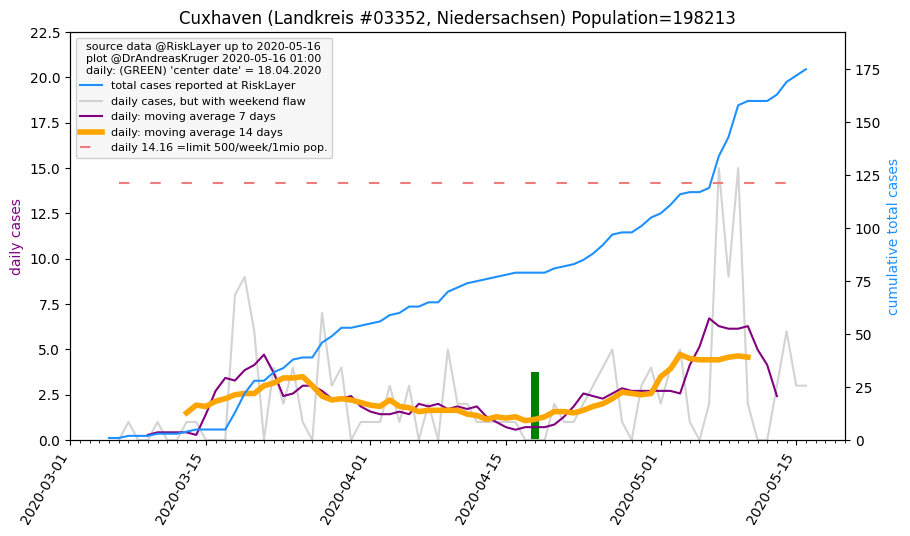 Cuxhaven (Landkreis #03352, Niedersachsen) Population=198213
source data @RiskLayer up to 2020-05-16
plot @DrAndreasKruger 2020-05-16 01:00
daily: (GREEN) 'center date' = 18.04.2020
total cases reported at RiskLayer
daily cases, but with weekend flaw
daily: moving average 7 days
daily: moving average 14 days
daily 14.16 =limit 500/week/1mio pop.
daily cases
22.5
20.0
17.5
15.0
12.5
10.0
7.5
5.0
2.5
0.0
cumulative total cases
175
150
125
100
75
50
25
0
2020-03-01
2020-03-15
2020-04-01
2020-04-15
2020-05-01
2020-05-15